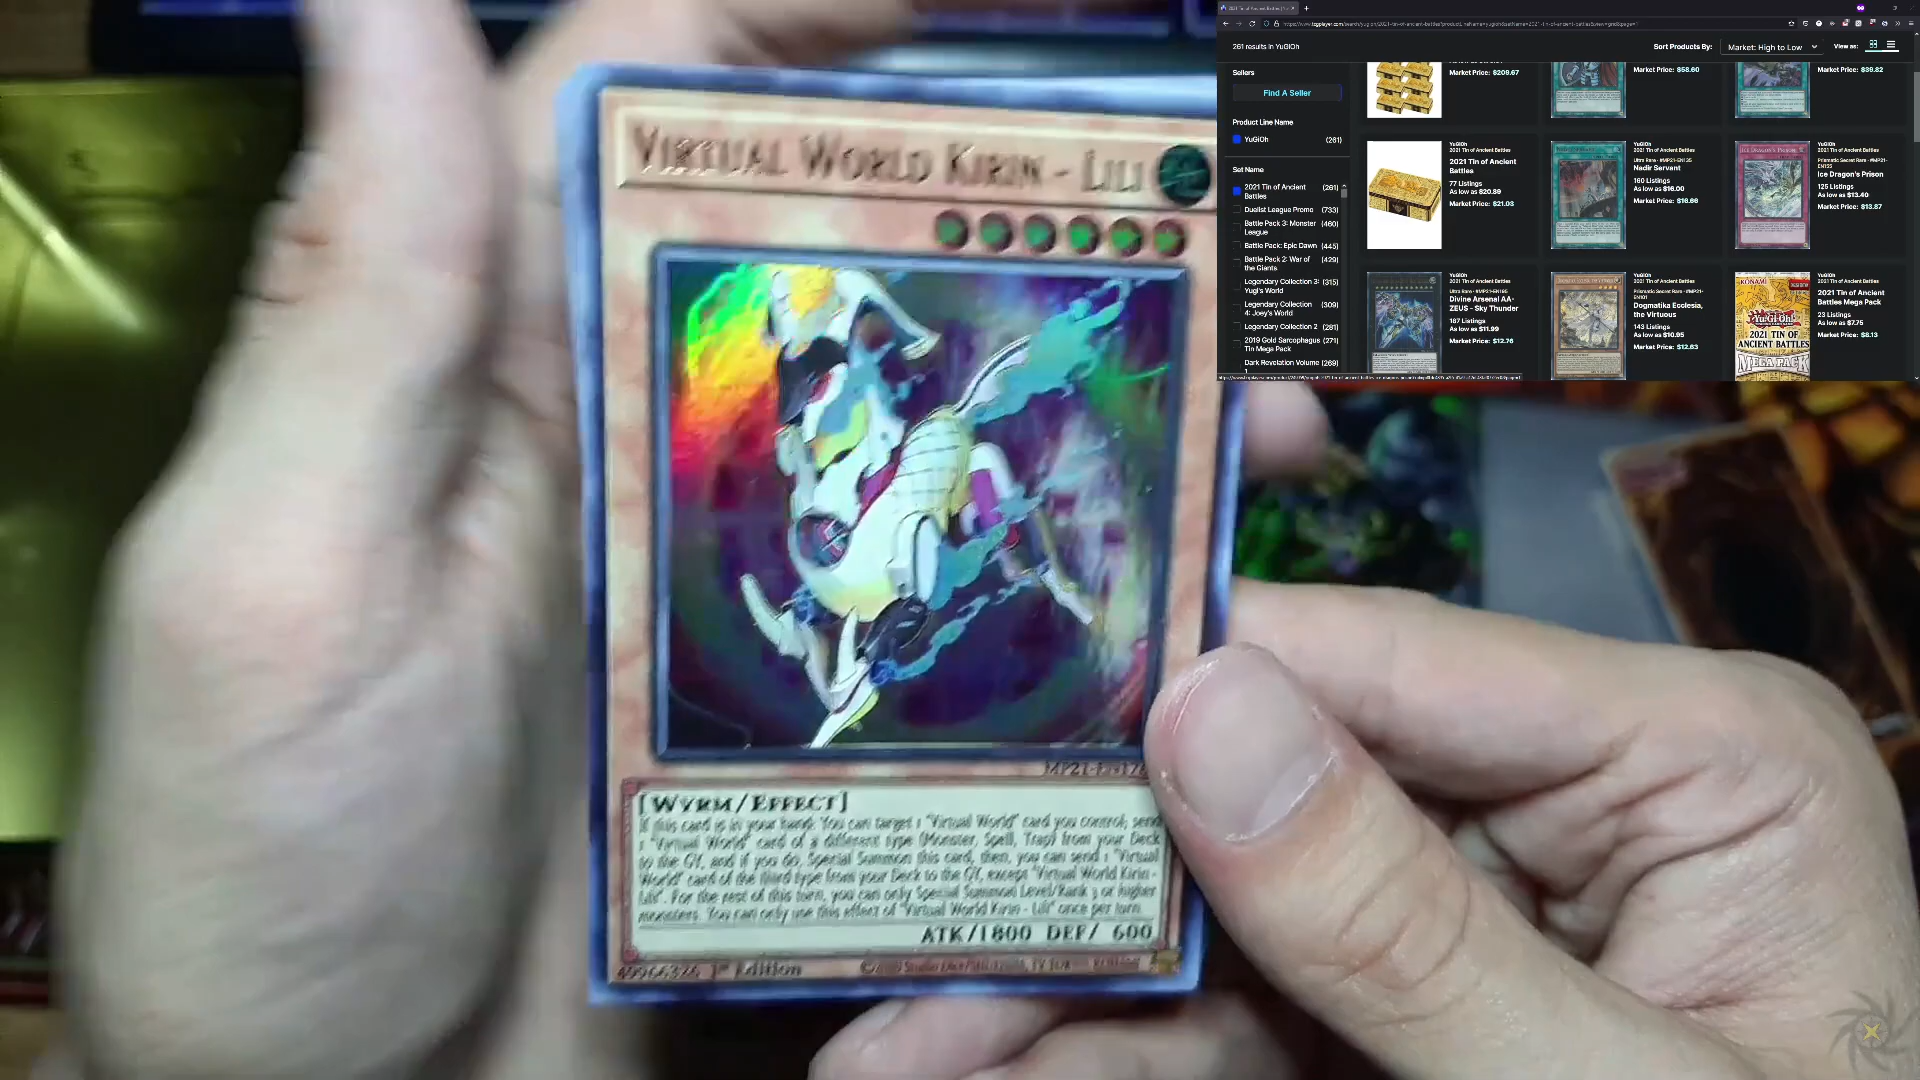 VIRTUAL WORLD KIRIN - LILI
[WYRM/EFFECT]
If this card is in your hand: You can target 1 "Virtual World" card you control; send
1 "Virtual World" card of a different type (Monster, Spell, Trap) from your Deck
to the GY, and if you do, Special Summon this card, then, you can send 1 "Virtual
World" card of the third type from your Deck to the GY, except "Virtual World Kirin -
Lili". For the rest of this turn, you can only Special Summon Level/Rank 3 or higher
monsters. You can only use this effect of "Virtual World Kirin - Lili" once per turn.
ATK/1800 DEF/ 600
1st Edition
261 results in YuGiOh
Sort Products By:
Market: High to Low
View as:
Sellers
Find A Seller
Product Line Name
YuGiOh (261)
Set Name
2021 Tin of Ancient (261)
Battles
Duelist League Promo (733)
Battle Pack 3: Monster (460)
League
Battle Pack: Epic Dawn (445)
Battle Pack 2: War of (429)
the Giants
Legendary Collection 3: (315)
Yugi's World
Legendary Collection (309)
4: Joey's World
Legendary Collection 2 (281)
2019 Gold Sarcophagus (271)
Tin Mega Pack
Dark Revelation Volume (269)
1
Market Price: $209.67
Market Price: $58.60
Market Price: $39.82
YuGiOh
2021 Tin of Ancient Battles
2021 Tin of Ancient
Battles
77 Listings
As low as $20.89
Market Price: $21.03
YuGiOh
2021 Tin of Ancient Battles
Ultra Rare · #MP21-EN135
Nadir Servant
160 Listings
As low as $16.00
Market Price: $16.66
YuGiOh
2021 Tin of Ancient Battles
Prismatic Secret Rare · #MP21-
Ice Dragon's Prison
125 Listings
As low as $13.40
Market Price: $13.87
YuGiOh
2021 Tin of Ancient Battles
Divine Arsenal AA-
ZEUS - Sky Thunder
187 Listings
As low as $11.99
Market Price: $12.76
YuGiOh
2021 Tin of Ancient Battles
Prismatic Secret Rare · #MP21-
EN101
Dogmatika Ecclesia,
the Virtuous
143 Listings
As low as $10.95
Market Price: $12.63
KONAMI
Yu-Gi-Oh!
2021 TIN OF
ANCIENT BATTLES
MEGA PACK
YuGiOh
2021 Tin of Ancient
Battles Mega Pack
23 Listings
As low as $7.75
Market Price: $8.13